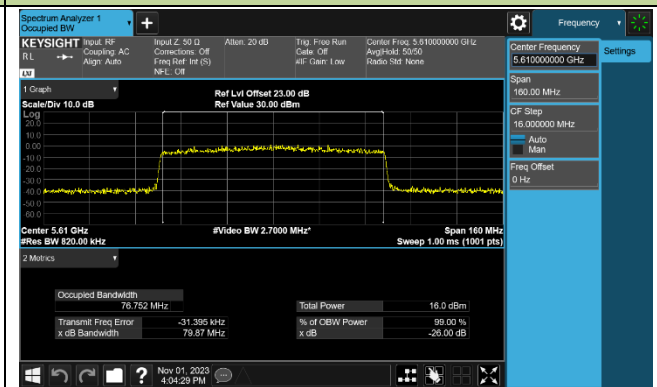 Spectrum Analyzer 1
Occupied BW
+
Frequency
KEYSIGHT Input: RF Input Z: 50 Ω Atten: 20 dB Trig: Free Run Center Freq: 5.610000000 GHz
RL Coupling: AC Corrections: Off Gate: Off Avg|Hold: 50/50
Align: Auto Freq Ref: Int (S) #IF Gain: Low Radio Std: None
LXI NFE: Off
Center Frequency
5.610000000 GHz
Settings
Span
160.00 MHz
CF Step
16.000000 MHz
Auto
Man
Freq Offset
0 Hz
1 Graph
Scale/Div 10.0 dB
Ref Lvl Offset 23.00 dB
Ref Value 30.00 dBm
Log
20.0
10.0
0.00
-10.0
-20.0
-30.0
-40.0
-50.0
-60.0
Center 5.61 GHz #Video BW 2.7000 MHz* Span 160 MHz
#Res BW 820.00 kHz Sweep 1.00 ms (1001 pts)
2 Metrics
Occupied Bandwidth
76.752 MHz
Total Power 16.0 dBm
Transmit Freq Error -31.395 kHz
% of OBW Power 99.00 %
x dB Bandwidth 79.87 MHz
x dB -26.00 dB
? Nov 01, 2023
4:04:29 PM